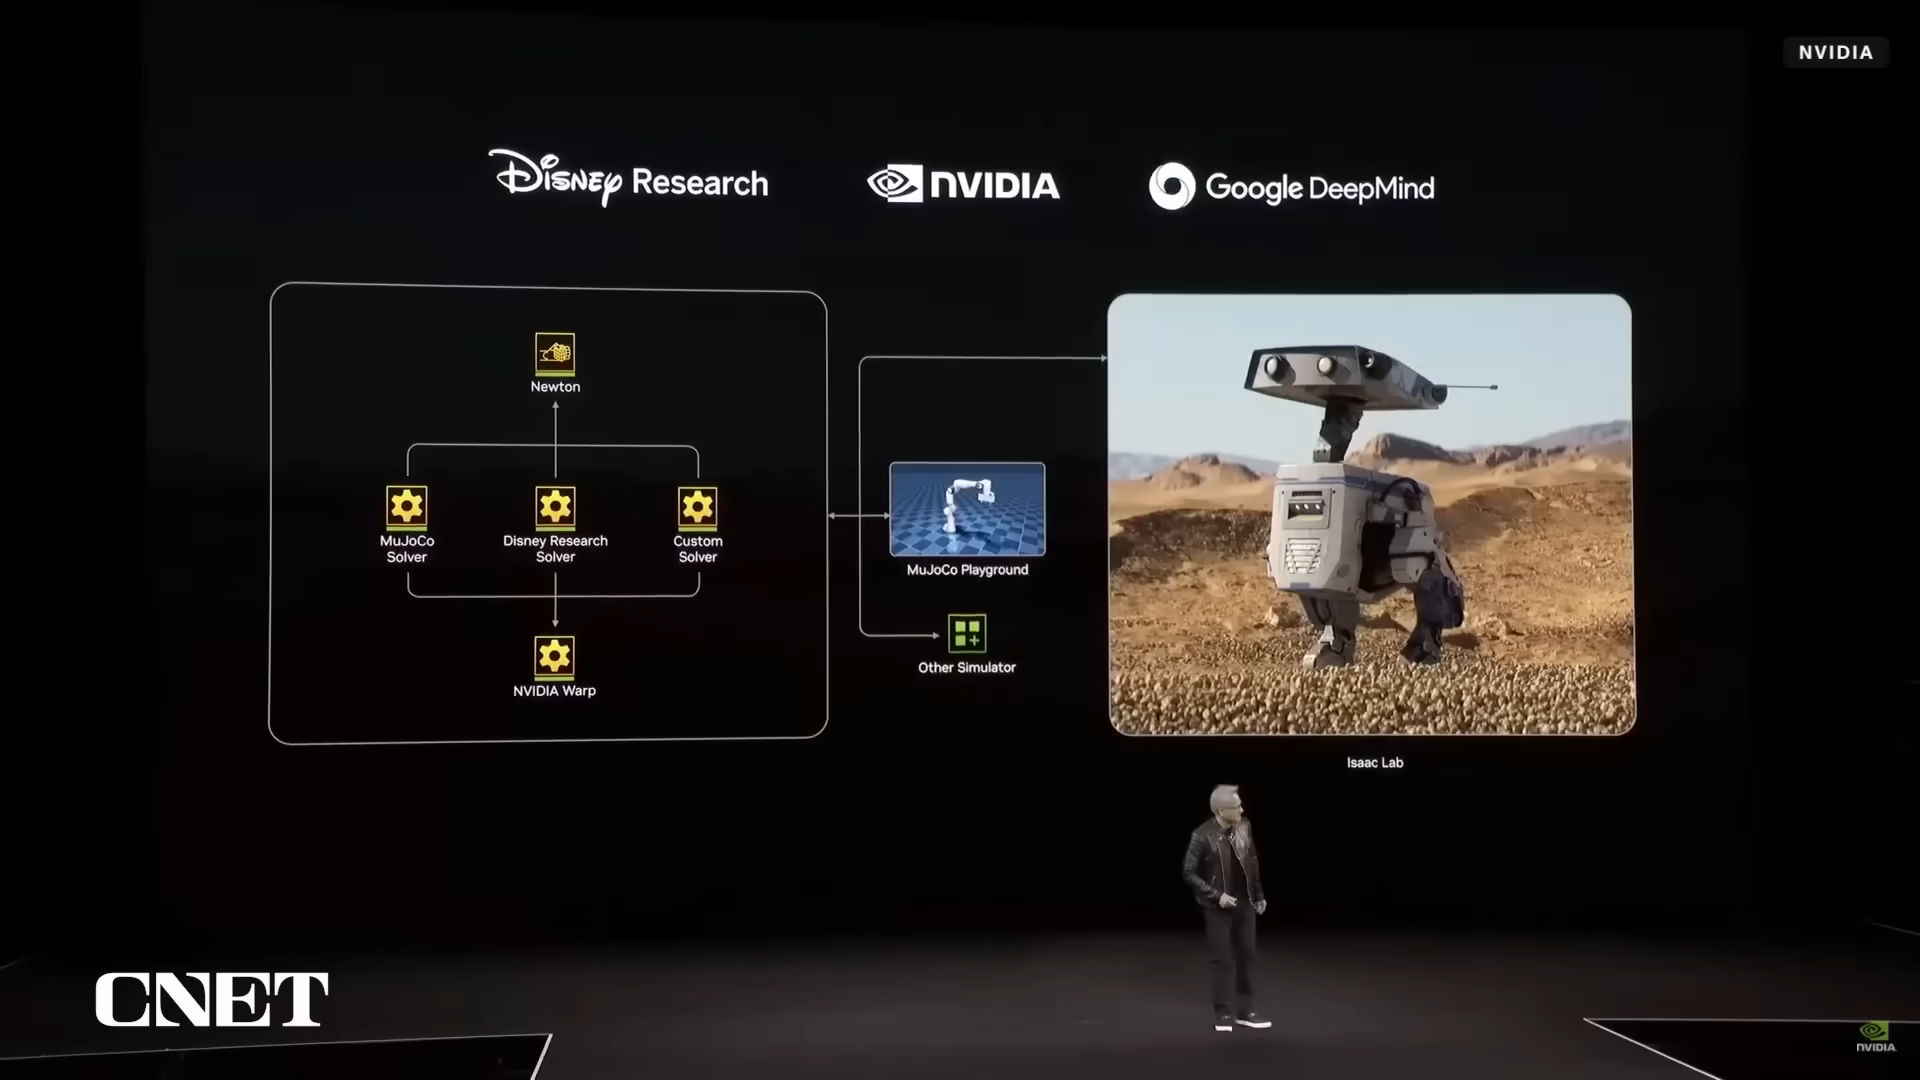 NVIDIA
Disney Research
NVIDIA
Google DeepMind
Newton
MuJoCo
Solver
Disney Research
Solver
Custom
Solver
NVIDIA Warp
MuJoCo Playground
Other Simulator
Isaac Lab
CNET
NVIDIA